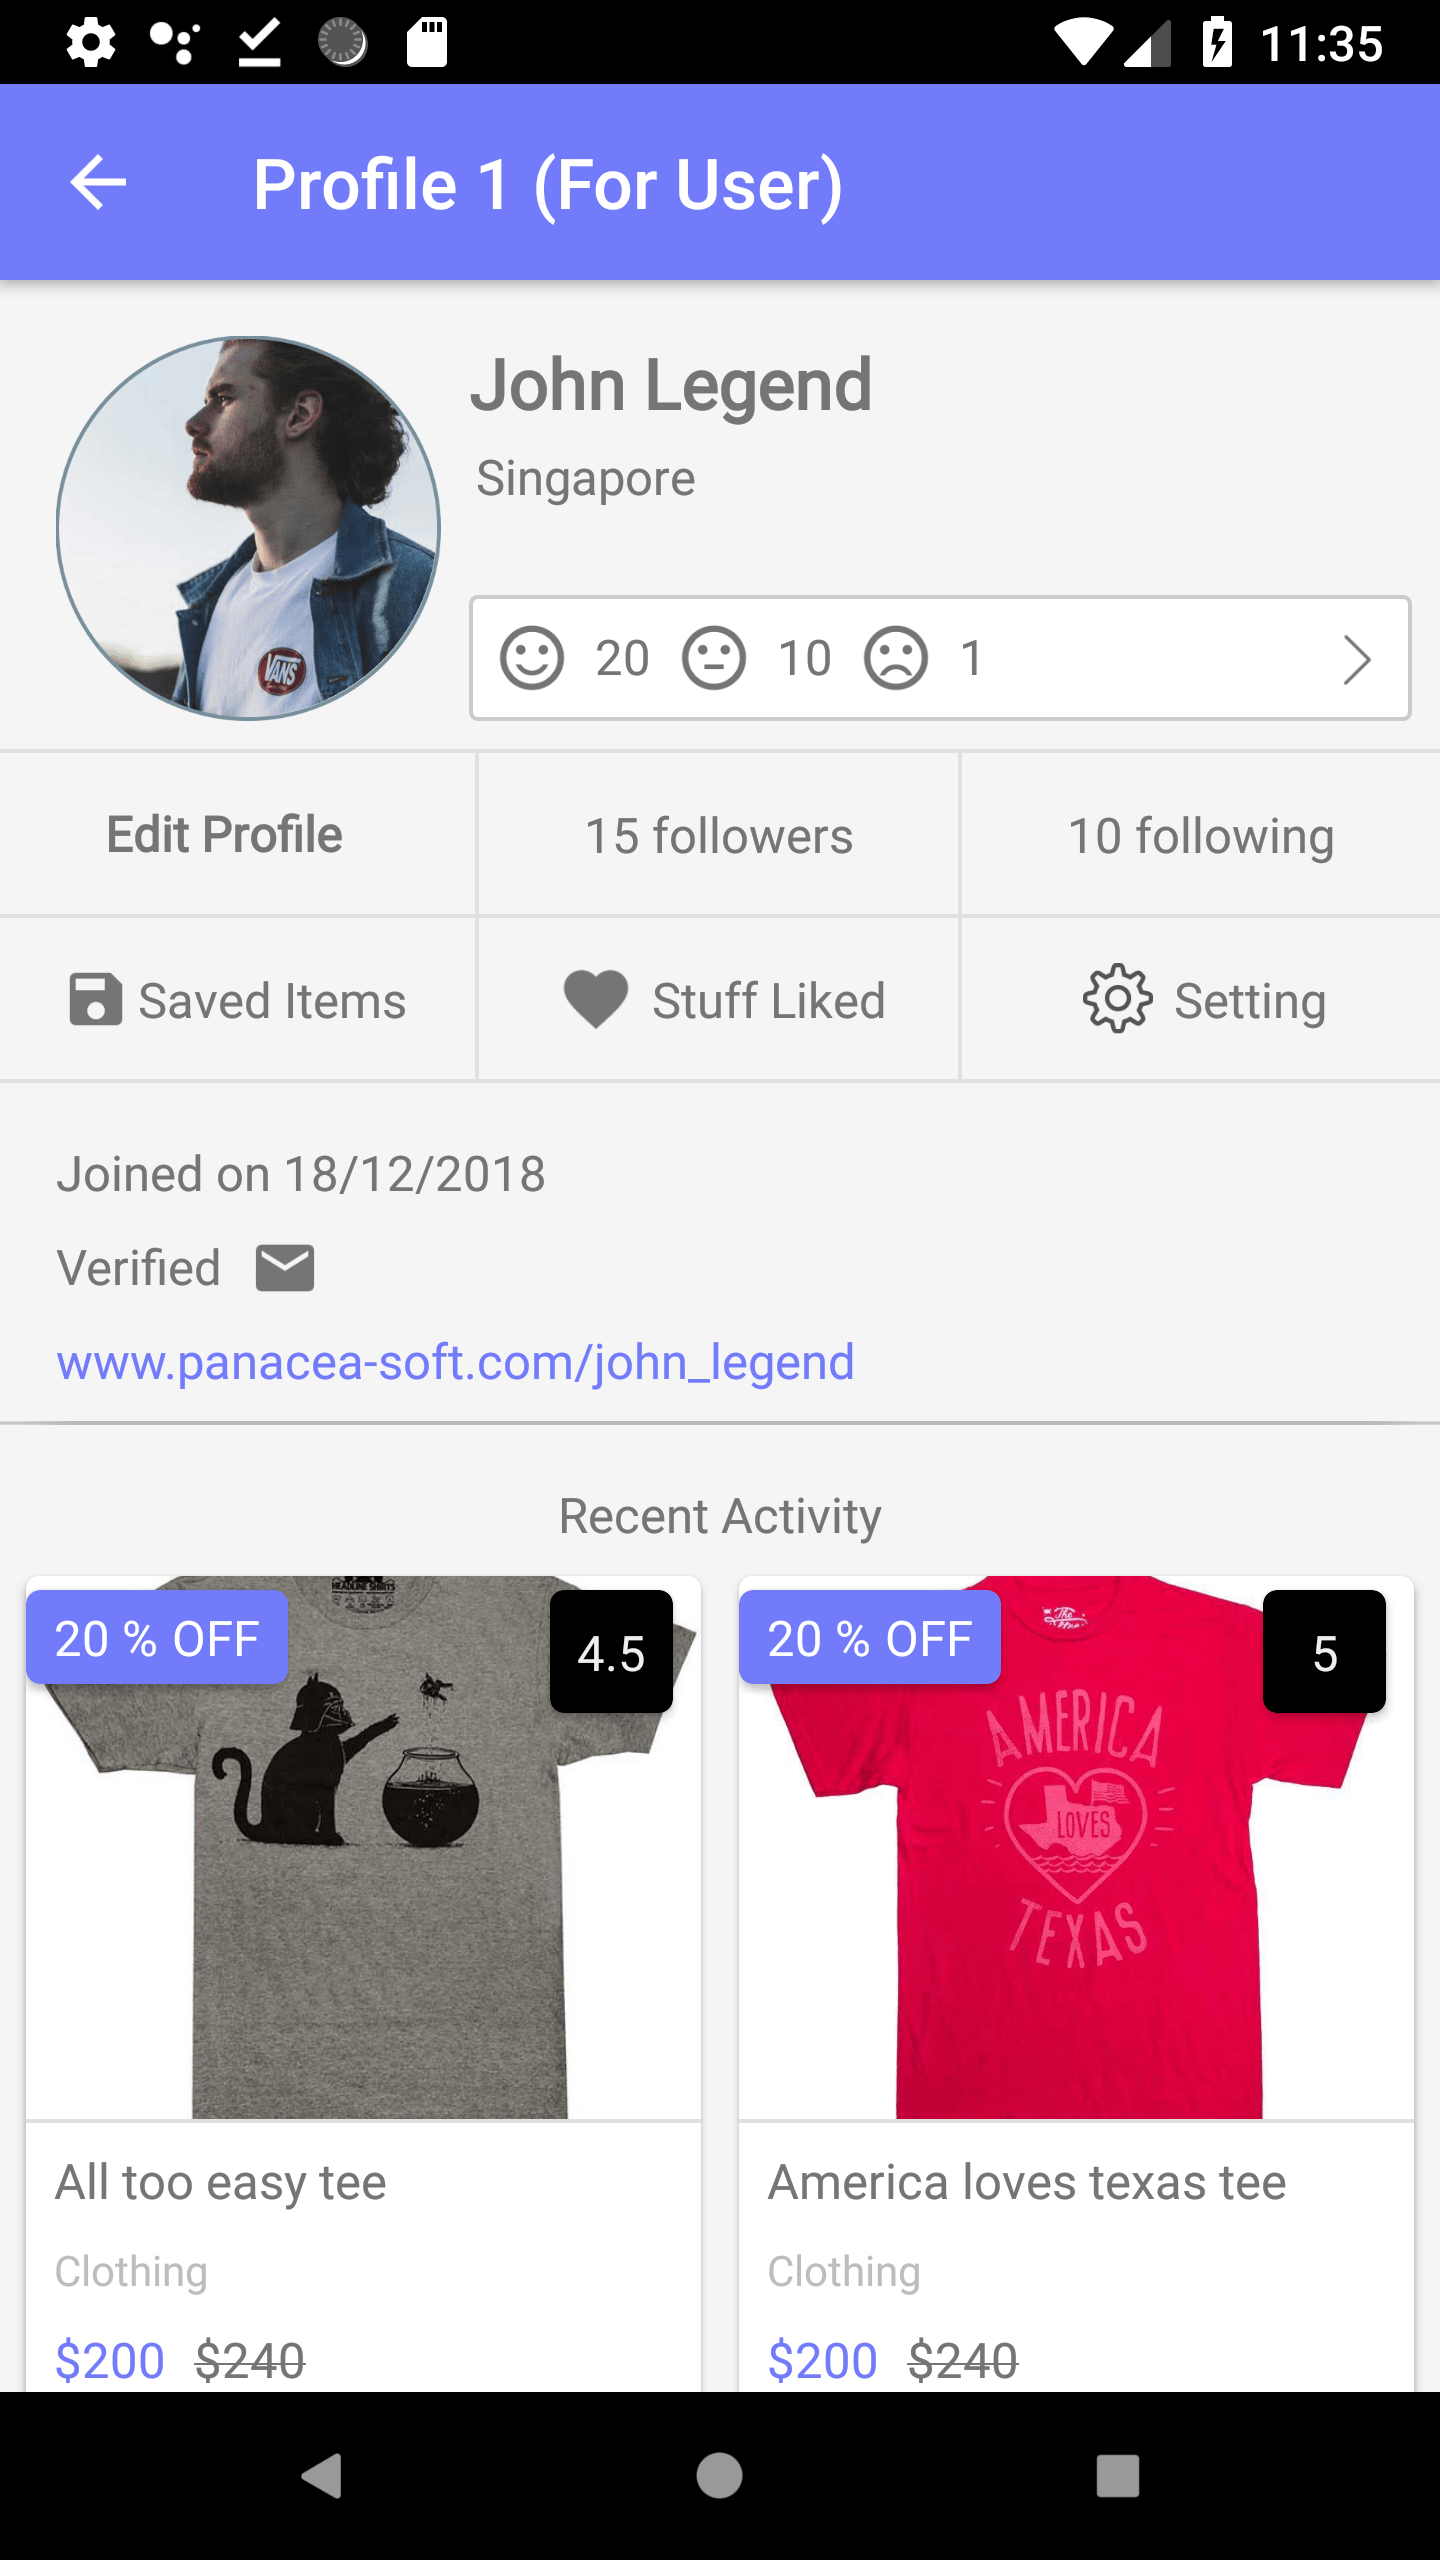 11:35
Profile 1 (For User)
John Legend
Singapore
VANS
20 10 1
Edit Profile 15 followers 10 following
Saved Items Stuff Liked Setting
Joined on 18/12/2018
Verified
www.panacea-soft.com/john_legend
Recent Activity
HEADLINE SHIRTS
20 % OFF 4.5
20 % OFF 5
AMERICA
LOVES
TEXAS
All too easy tee
Clothing
$200 $240
America loves texas tee
Clothing
$200 $240